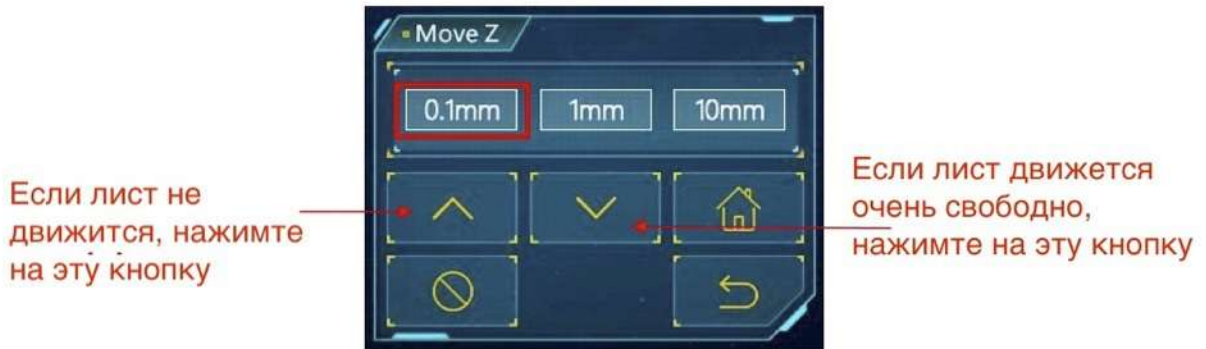 Move Z
0.1mm 1mm 10mm
Если лист не
движится, нажимте
на эту кнопку
Если лист движется
очень свободно,
нажимте на эту кнопку